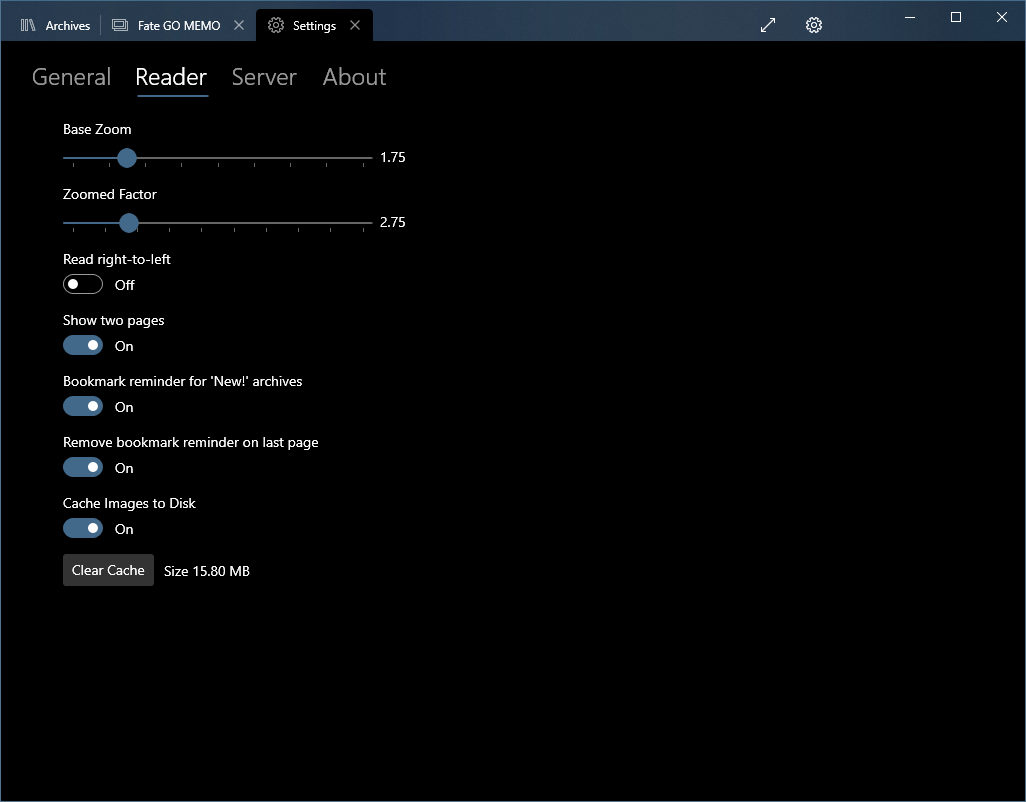 Archives Fate GO MEMO Settings
General Reader Server About
Base Zoom
1.75
Zoomed Factor
2.75
Read right-to-left
Off
Show two pages
On
Bookmark reminder for 'New!' archives
On
Remove bookmark reminder on last page
On
Cache Images to Disk
On
Clear Cache Size 15.80 MB